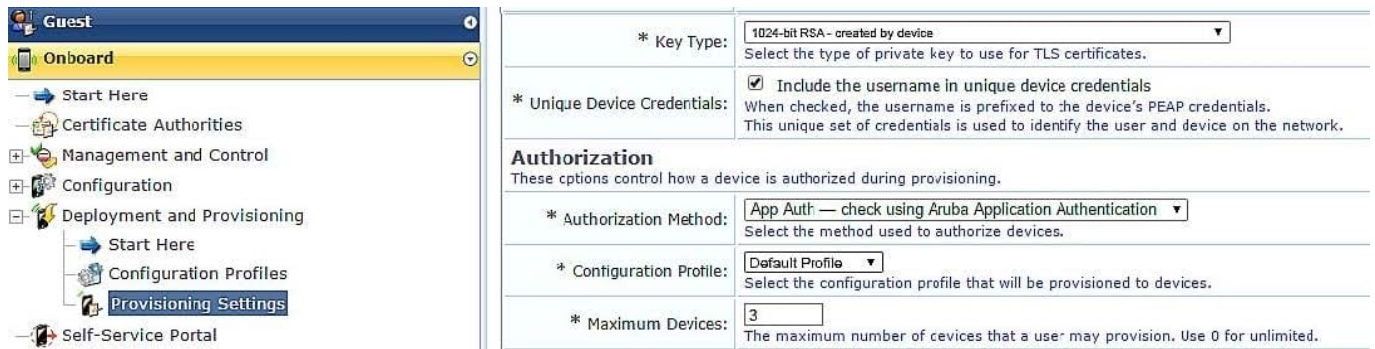 Guest
Onboard
Start Here
Certificate Authorities
Management and Control
Configuration
Deployment and Provisioning
Start Here
Configuration Profiles
Provisioning Settings
Self-Service Portal
* Key Type:
1024-bit RSA - created by device
Select the type of private key to use for TLS certificates.
* Unique Device Credentials:
Include the username in unique device credentials
When checked, the username is prefixed to the device's PEAP credentials.
This unique set of credentials is used to identify the user and device on the network.
Authorization
These cptions control how a device is authorized during provisioning.
* Authorization Method:
App Auth — check using Aruba Application Authentication
Select the method used to authorize devices.
* Configuration Profile:
Default Profile
Select the configuration profile that will be provisioned to devices.
* Maximum Devices:
3
The maximum number of cevices that a user may provision. Use 0 for unlimited.